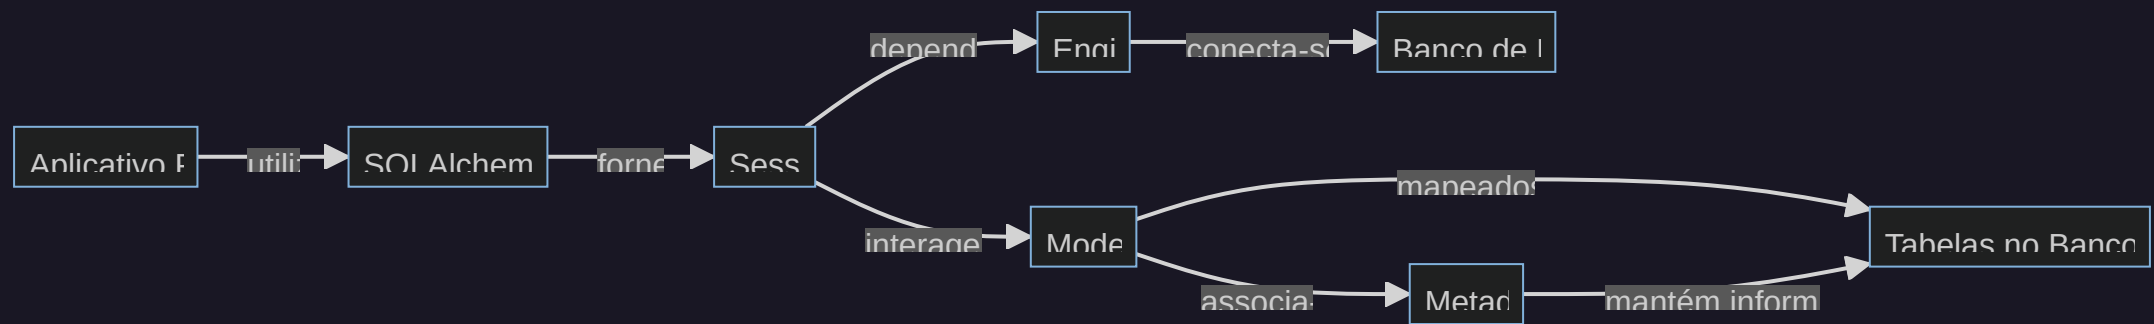 depend
Engi
conecta-s
Banco de
Aplicativo
utili
SQLAlchem
forne
Sess
mapeados
interage
Mode
Tabelas no Banco
associa-
Metad
mantém inform